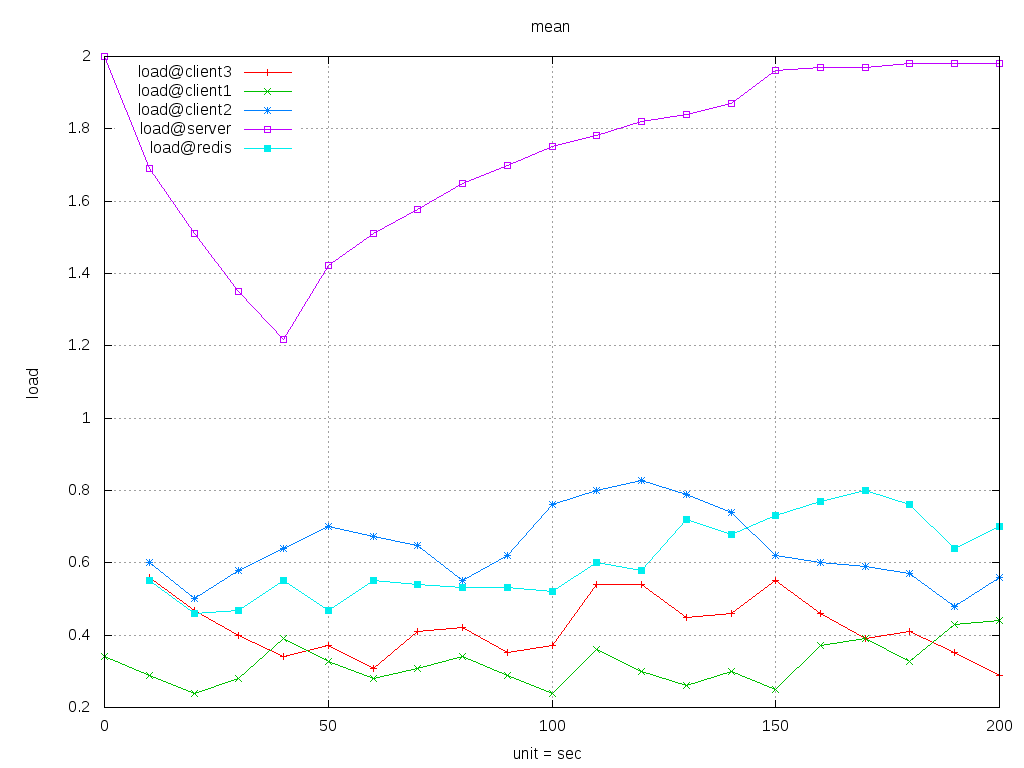 mean
2
1.8
1.6
1.4
1.2
1
0.8
0.6
0.4
0.2
load
load@client3
load@client1
load@client2
load@server
load@redis
0 50 100 150 200
unit = sec